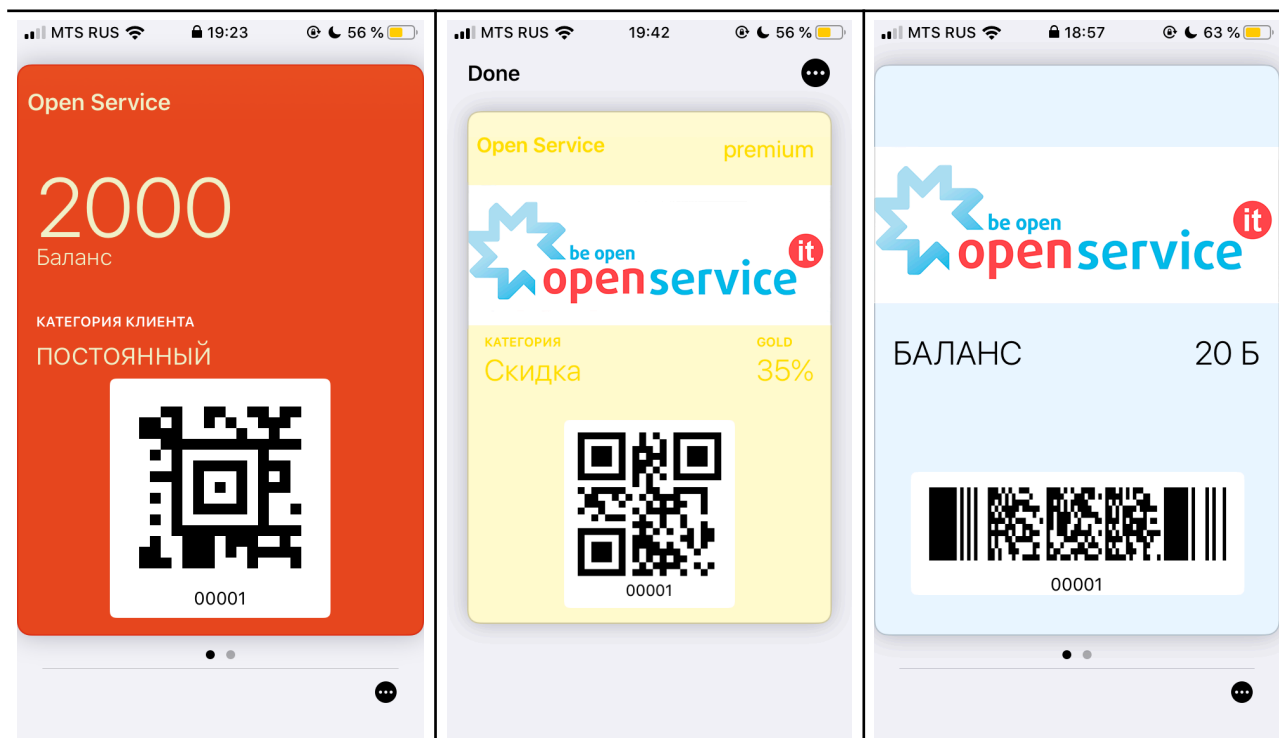 MTS RUS 19:23 56 %
Open Service
2000
Баланс
КАТЕГОРИЯ КЛИЕНТА
ПОСТОЯННЫЙ
00001
MTS RUS 19:42 56 %
Done
Open Service premium
be open
openservice it
КАТЕГОРИЯ GOLD
Скидка 35%
00001
MTS RUS 18:57 63 %
be open
openservice it
БАЛАНС 20 Б
00001